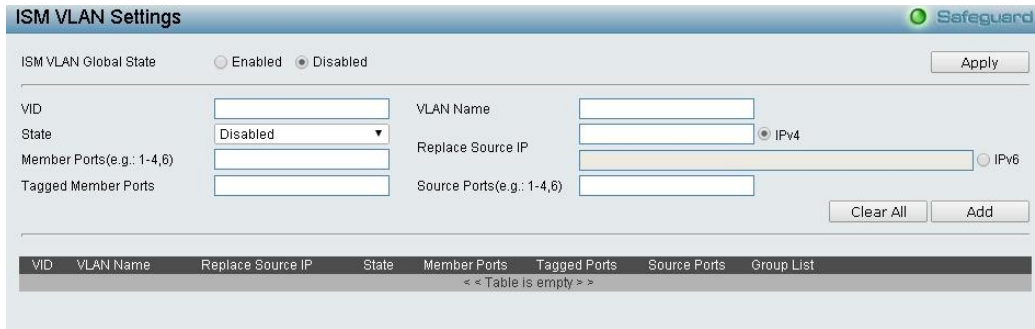 ISM VLAN Settings
Safeguard
ISM VLAN Global State Enabled Disabled Apply
VID VLAN Name
State Disabled Replace Source IP IPv4
Member Ports(e.g.: 1-4,6) IPv6
Tagged Member Ports Source Ports(e.g.: 1-4,6)
Clear All Add
VID VLAN Name Replace Source IP State Member Ports Tagged Ports Source Ports Group List
< < Table is empty > >